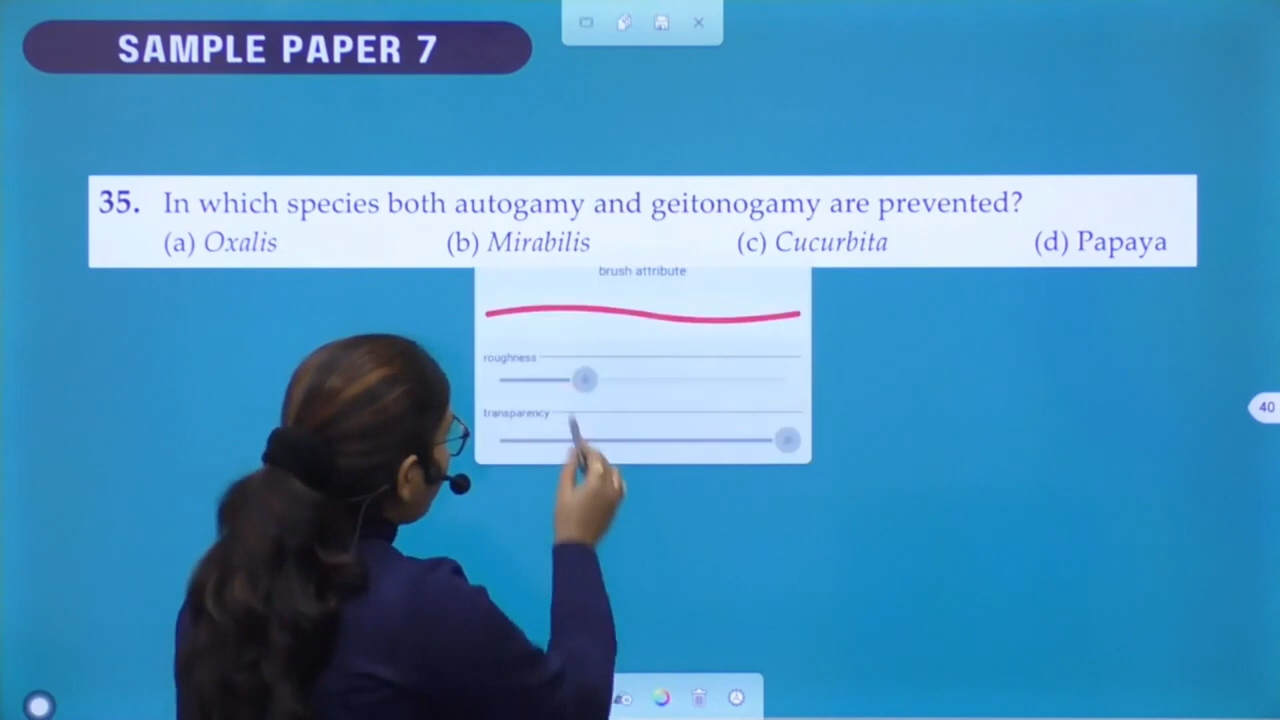 SAMPLE PAPER 7
35. In which species both autogamy and geitonogamy are prevented?
(a) Oxalis (b) Mirabilis (c) Cucurbita (d) Papaya
brush attribute
roughness
transparency
40